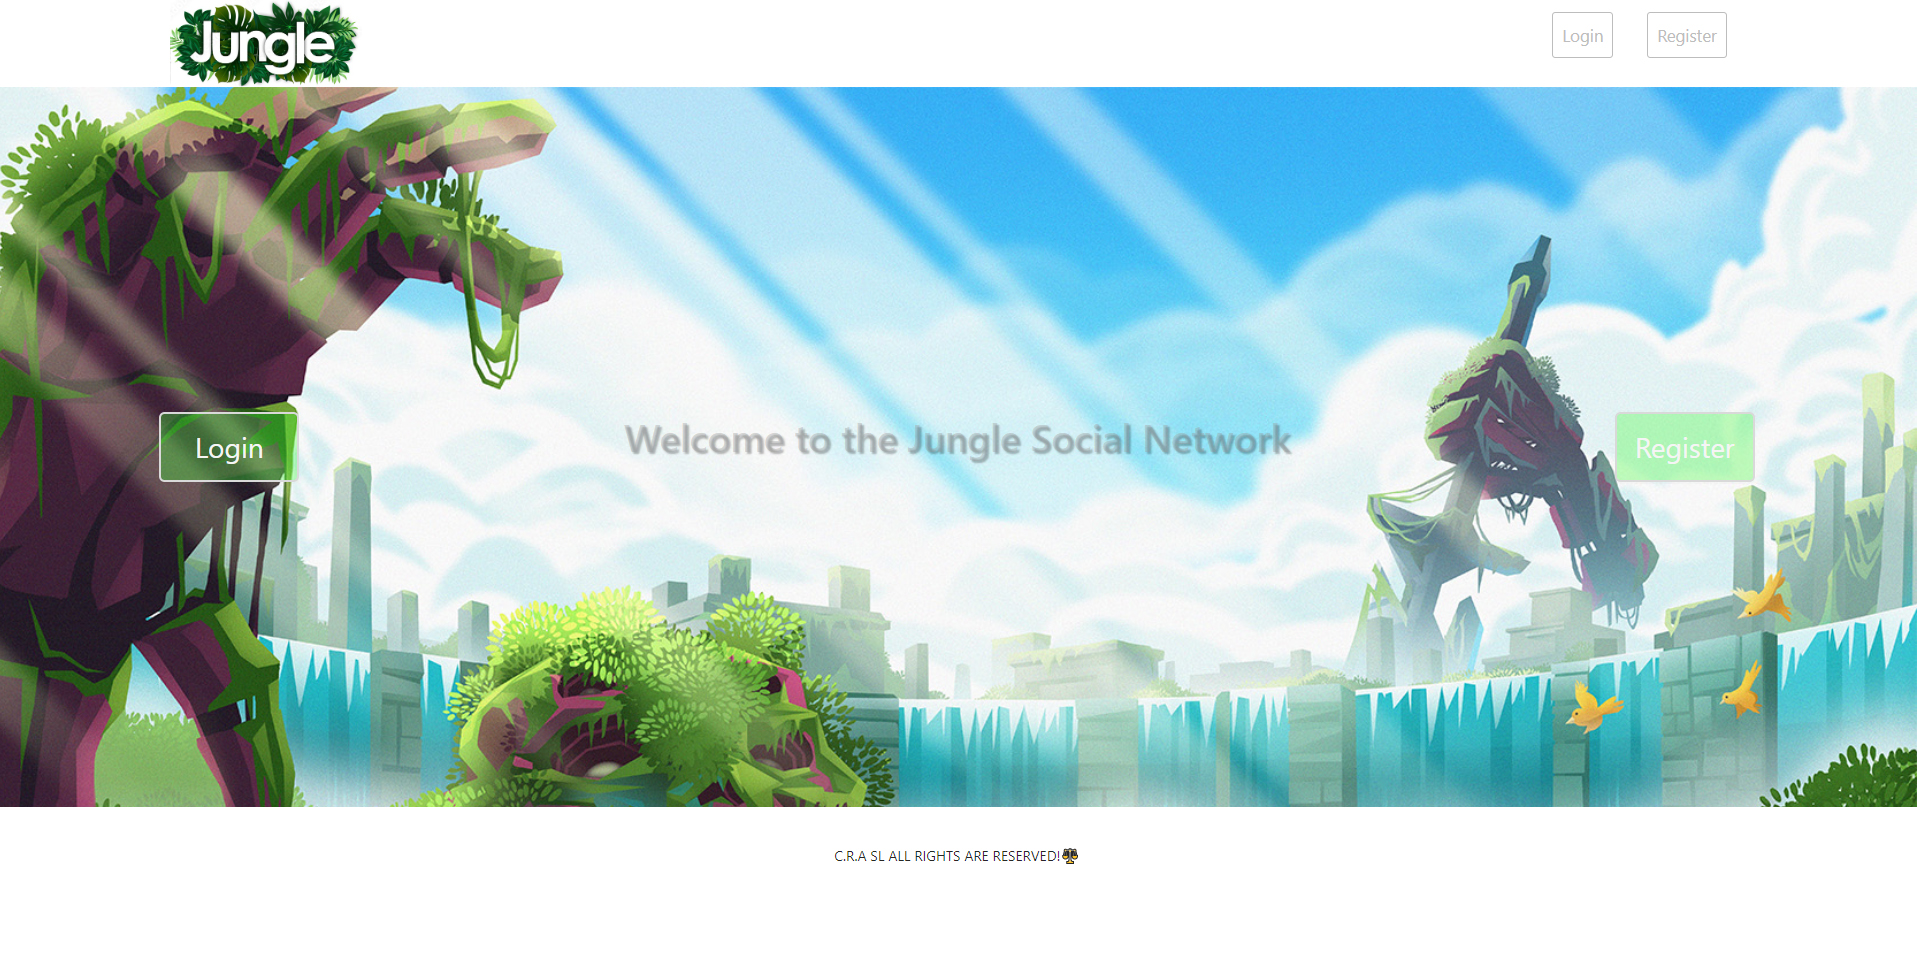 Jungle
Login
Register
Login
Welcome to the Jungle Social Network
Register
C.R.A SL ALL RIGHTS ARE RESERVED!